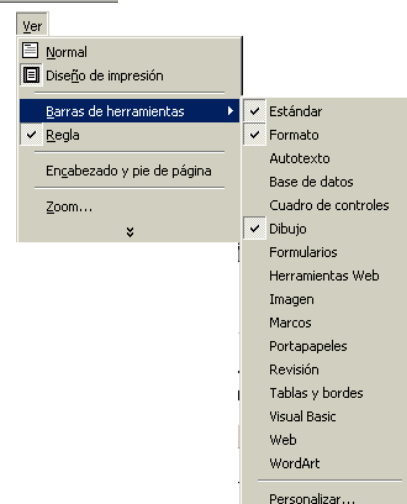 Ver
Normal
Diseño de impresión
Barras de herramientas
Regla
Encabezado y pie de página
Zoom...
Estándar
Formato
Autotexto
Base de datos
Cuadro de controles
Dibujo
Formularios
Herramientas Web
Imagen
Marcos
Portapapeles
Revisión
Tablas y bordes
Visual Basic
Web
WordArt
Personalizar...